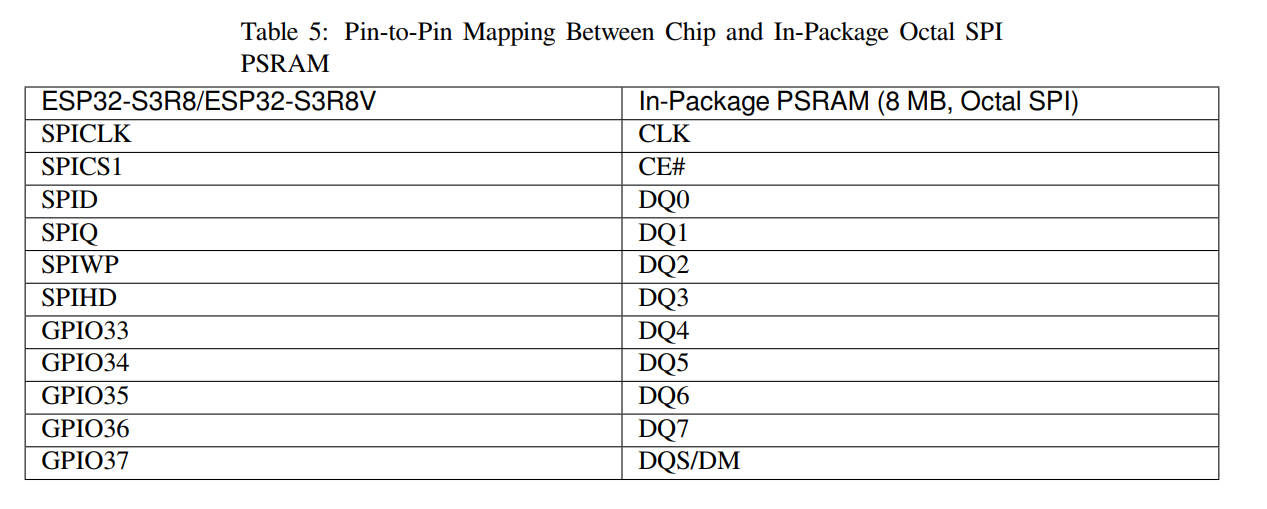 Table 5: Pin-to-Pin Mapping Between Chip and In-Package Octal SPI
PSRAM
ESP32-S3R8/ESP32-S3R8V In-Package PSRAM (8 MB, Octal SPI)
SPICLK CLK
SPICS1 CE#
SPID DQ0
SPIQ DQ1
SPIWP DQ2
SPIHD DQ3
GPIO33 DQ4
GPIO34 DQ5
GPIO35 DQ6
GPIO36 DQ7
GPIO37 DQS/DM